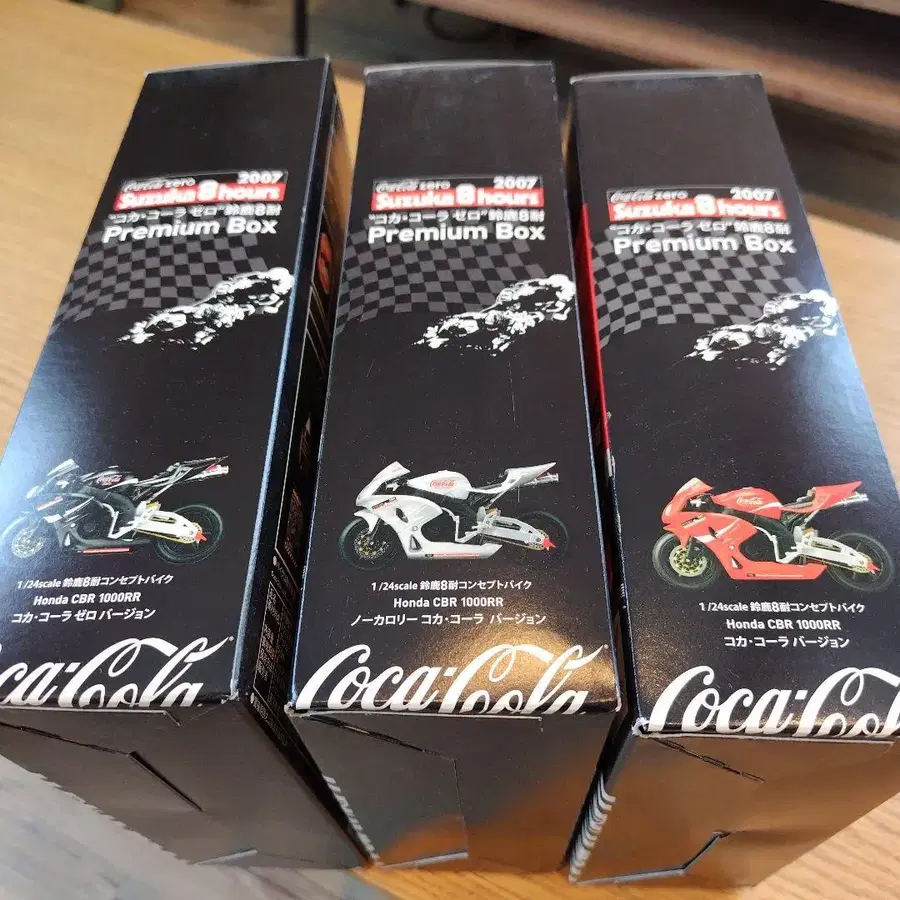 Coca-Cola zero 2007
Suzuka 8 hours
"コカ・コーラ ゼロ"鈴鹿8耐
Premium Box
1/24scale 鈴鹿8耐コンセプトバイク
Honda CBR 1000RR
コカ・コーラ ゼロ バージョン
Coca-Cola
Coca-Cola zero 2007
Suzuka 8 hours
"コカ・コーラ ゼロ"鈴鹿8耐
Premium Box
Coca-Cola
1/24scale 鈴鹿8耐コンセプトバイク
Honda CBR 1000RR
ノーカロリー コカ・コーラ バージョン
Coca-Cola
Coca-Cola zero 2007
Suzuka 8 hours
"コカ・コーラ ゼロ"鈴鹿8耐
Premium Box
Coca-Cola
1/24scale 鈴鹿8耐コンセプトバイク
Honda CBR 1000RR
コカ・コーラ バージョン
Coca-Cola